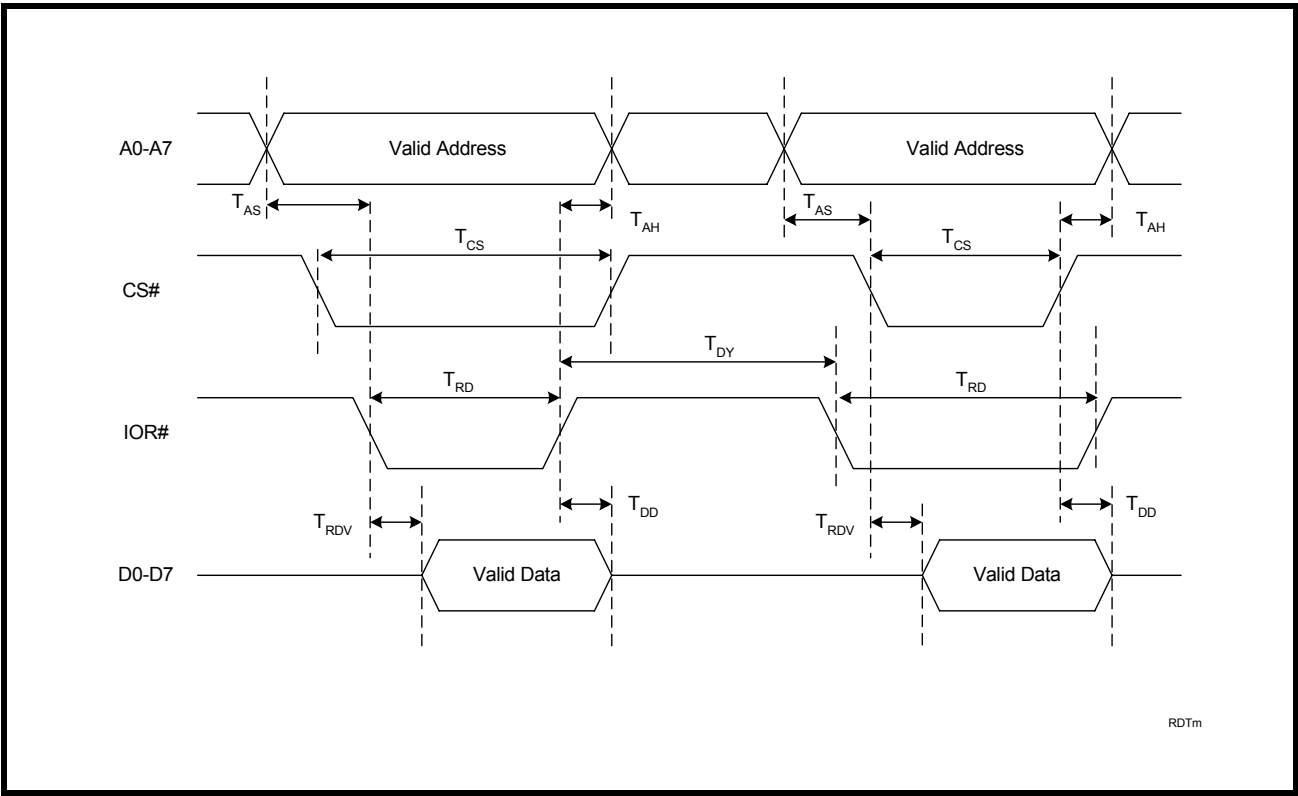 A0-A7
Valid Address
Valid Address
TAS
TAH
TAS
TAH
TCS
TCS
CS#
TDY
TRD
TRD
IOR#
TRDV
TDD
TRDV
TDD
D0-D7
Valid Data
Valid Data
RDTm